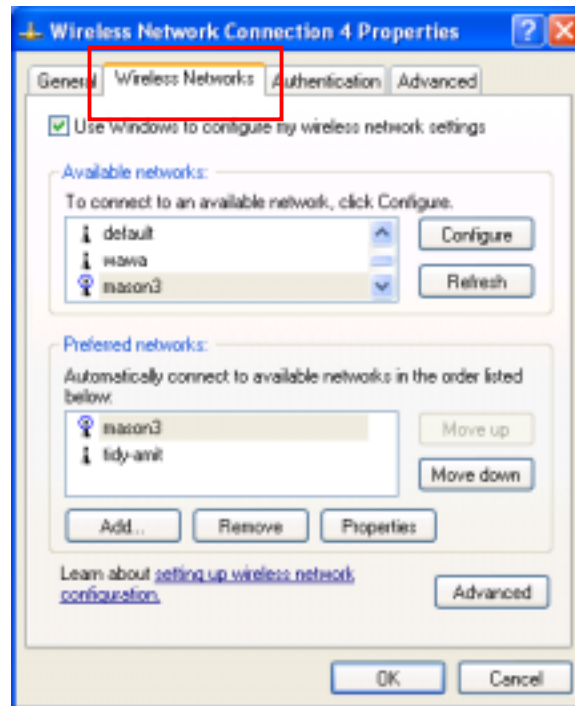 Wireless Network Connection 4 Properties
General Wireless Networks Authentication Advanced
Use Windows to configure my wireless network settings
Available networks:
To connect to an available network, click Configure.
default
wawa
mason3
Configure
Refresh
Preferred networks:
Automatically connect to available networks in the order listed
below:
mason3
tidy-amit
Move up
Move down
Add... Remove Properties
Learn about setting up wireless network
configuration.
Advanced
OK Cancel